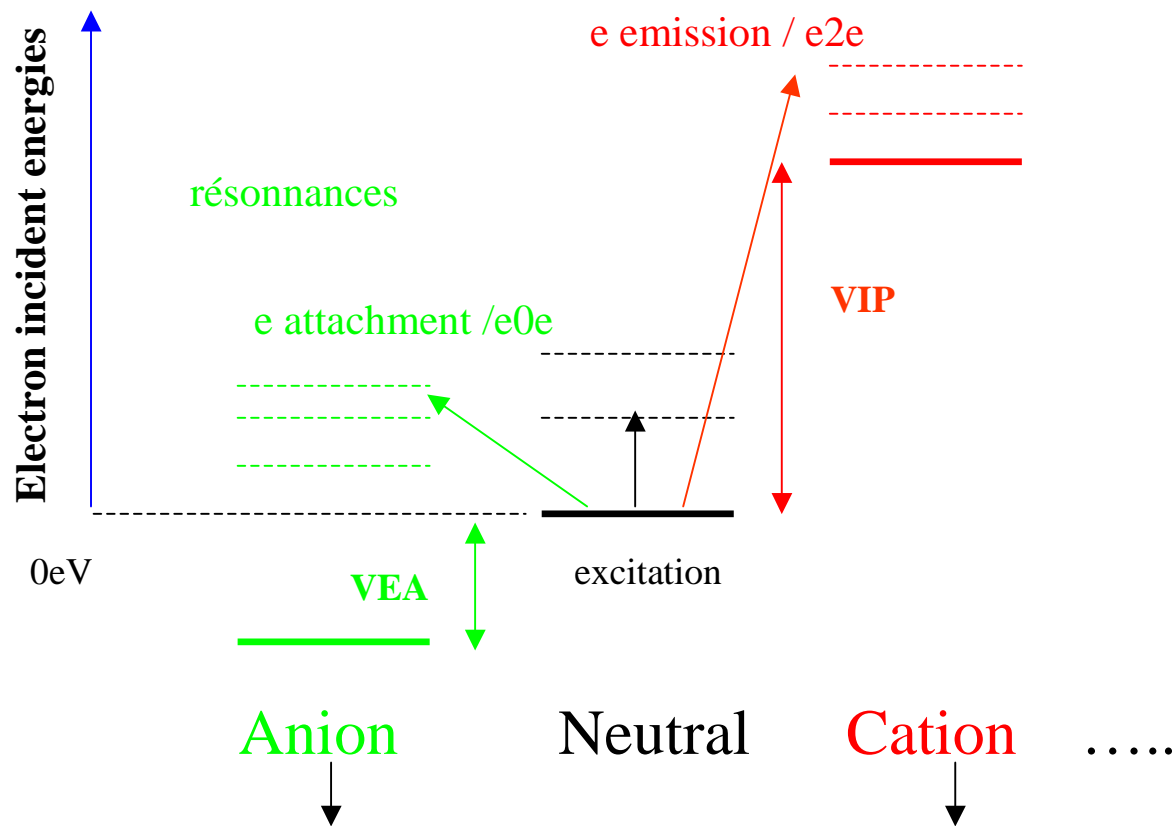 Electron incident energies
e emission / e2e
résonnances
e attachment /e0e
VIP
0eV
VEA
excitation
Anion
Neutral
Cation
…..